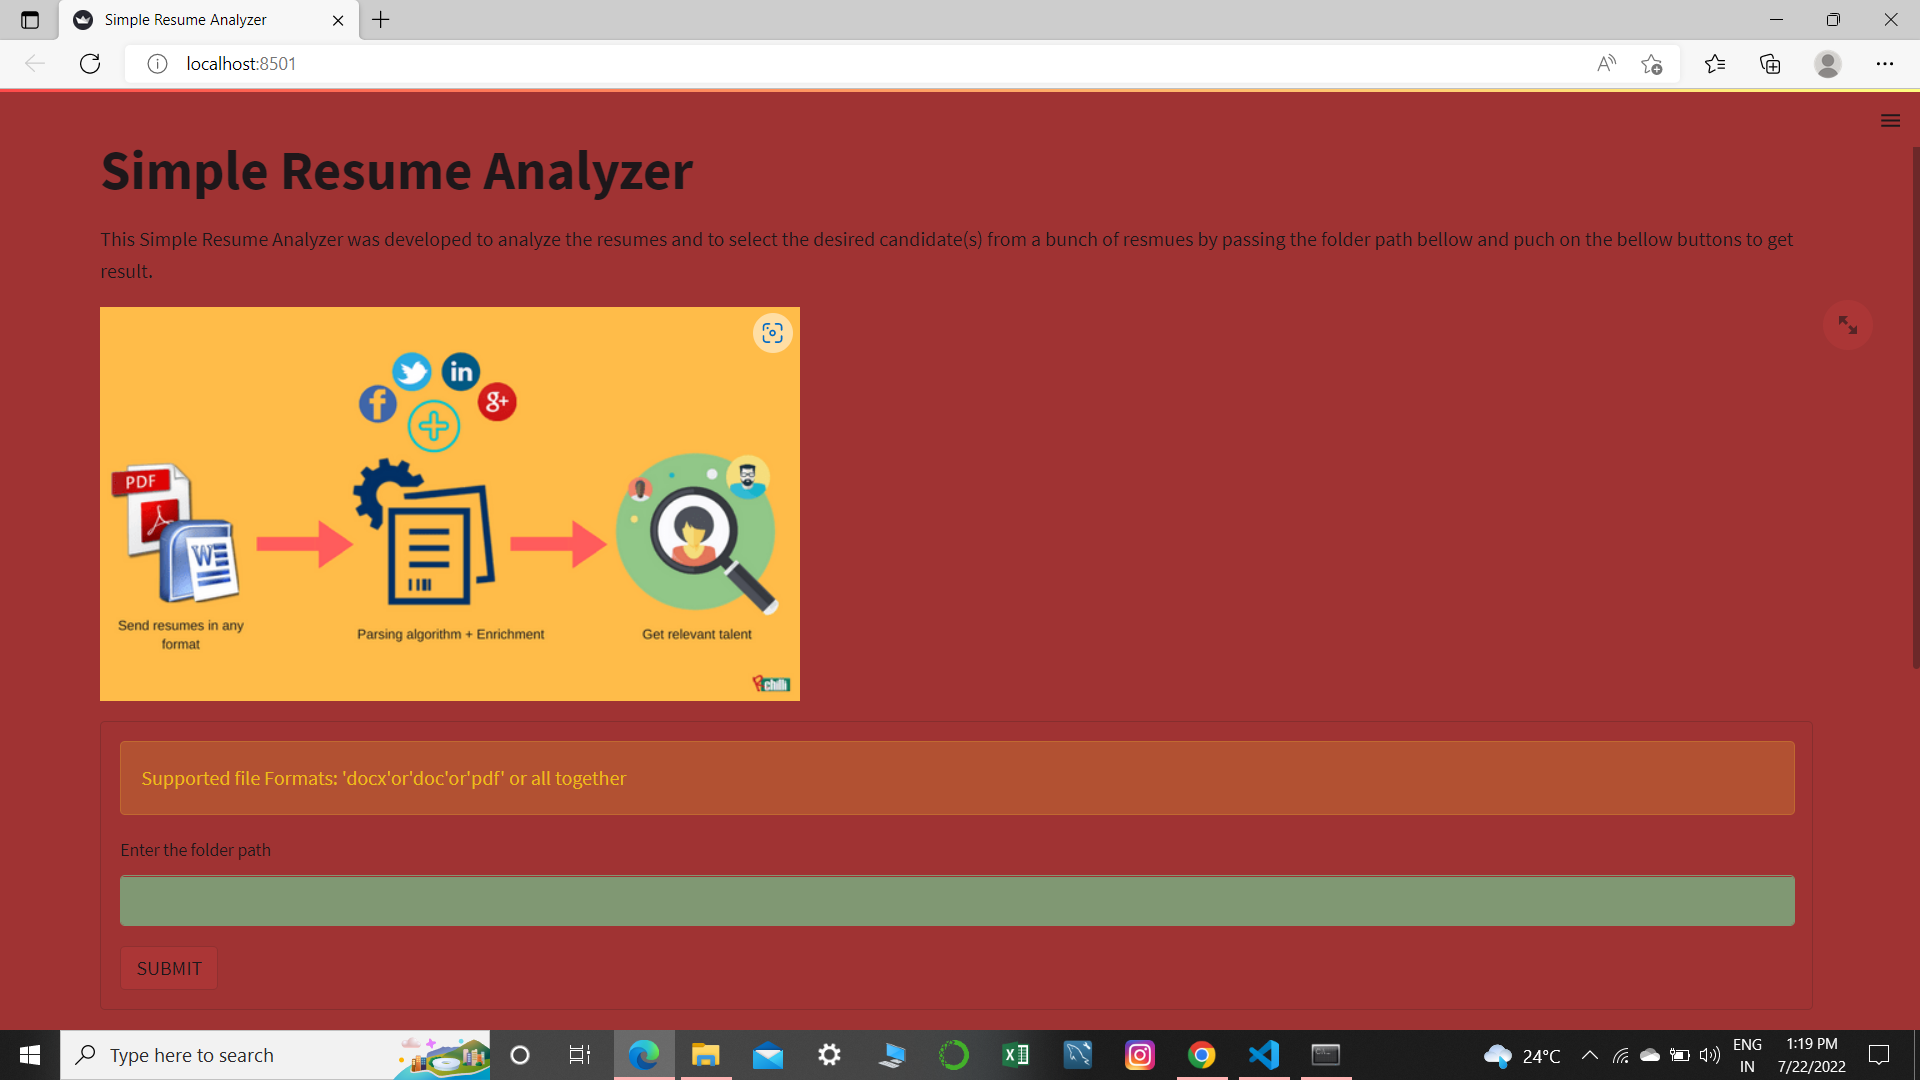 Simple Resume Analyzer
localhost:8501
Simple Resume Analyzer
This Simple Resume Analyzer was developed to analyze the resumes and to select the desired candidate(s) from a bunch of resmues by passing the folder path bellow and puch on the bellow buttons to get
result.
f
in
g+
PDF
W
Send resumes in any
format
Parsing algorithm + Enrichment
Get relevant talent
Rchilli
Supported file Formats: 'docx'or'doc'or'pdf' or all together
Enter the folder path
SUBMIT
Type here to search
24°C
ENG
IN
1:19 PM
7/22/2022